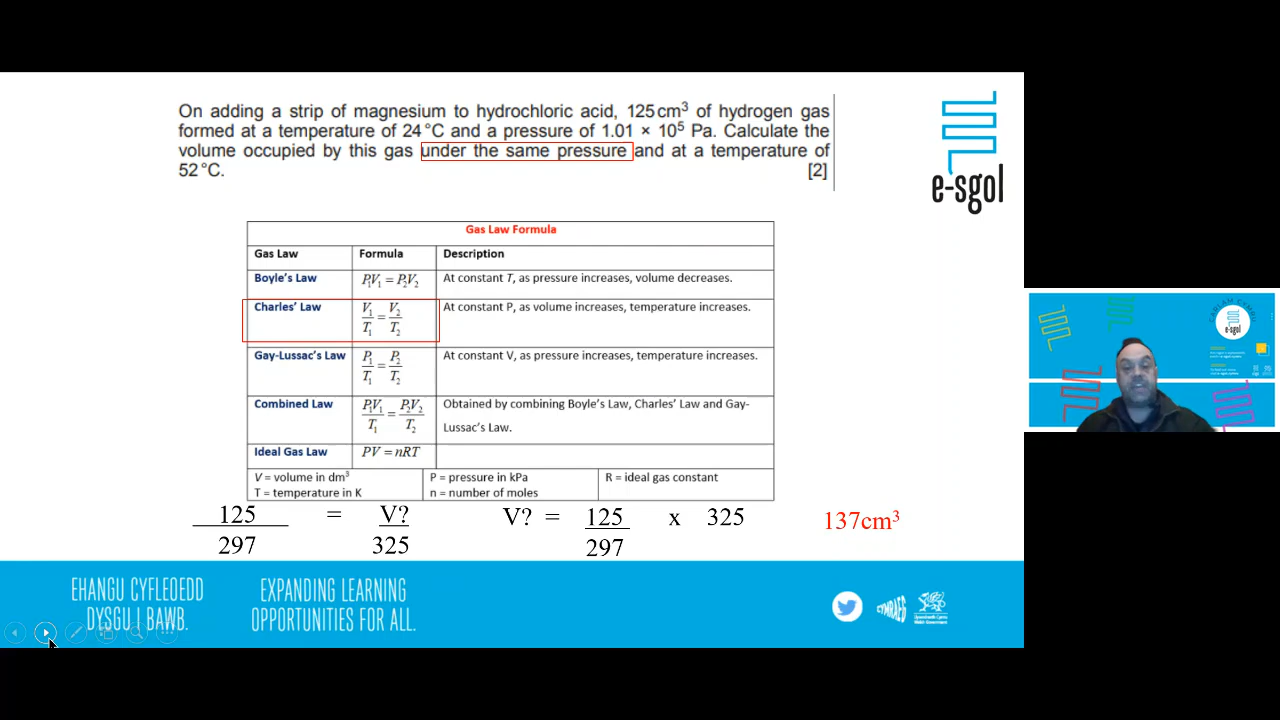 On adding a strip of magnesium to hydrochloric acid, 125 cm³ of hydrogen gas
formed at a temperature of 24 °C and a pressure of 1.01 × 10⁵ Pa. Calculate the
volume occupied by this gas under the same pressure and at a temperature of
52 °C. [2]
e-sgol
Gas Law Formula
Gas Law Formula Description
Boyle's Law P₁V₁ = P₂V₂ At constant T, as pressure increases, volume decreases.
Charles' Law V₁/T₁ = V₂/T₂ At constant P, as volume increases, temperature increases.
Gay-Lussac's Law P₁/T₁ = P₂/T₂ At constant V, as pressure increases, temperature increases.
Combined Law P₁V₁/T₁ = P₂V₂/T₂ Obtained by combining Boyle's Law, Charles' Law and Gay-
Lussac's Law.
Ideal Gas Law PV = nRT
V = volume in dm³ P = pressure in kPa R = ideal gas constant
T = temperature in K n = number of moles
125 = V? V? = 125 x 325 137cm³
297 325 297
EHANGU CYFLEOEDD EXPANDING LEARNING
DYSGU I BAWB. OPPORTUNITIES FOR ALL.
CYMRAEG
e-sgol